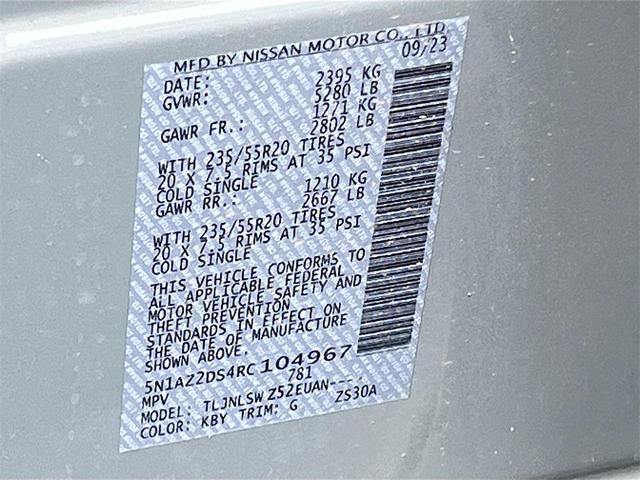 MFD BY NISSAN MOTOR CO., LTD.
DATE: 09/23
GVWR: 2395 KG
5280 LB
GAWR FR.: 1271 KG
2802 LB
WITH 235/55R20 TIRES
20 X 7.5 RIMS AT 35 PSI
COLD SINGLE
GAWR RR.: 1210 KG
2667 LB
WITH 235/55R20 TIRES
20 X 7.5 RIMS AT 35 PSI
COLD SINGLE
THIS VEHICLE CONFORMS TO
ALL APPLICABLE FEDERAL
MOTOR VEHICLE SAFETY AND
THEFT PREVENTION
STANDARDS IN EFFECT ON
THE DATE OF MANUFACTURE
SHOWN ABOVE.
5N1AZ2DS4RC104967
MPV 781
MODEL: TLJNLSW Z52EUAN----
COLOR: KBY TRIM: G ZS30A